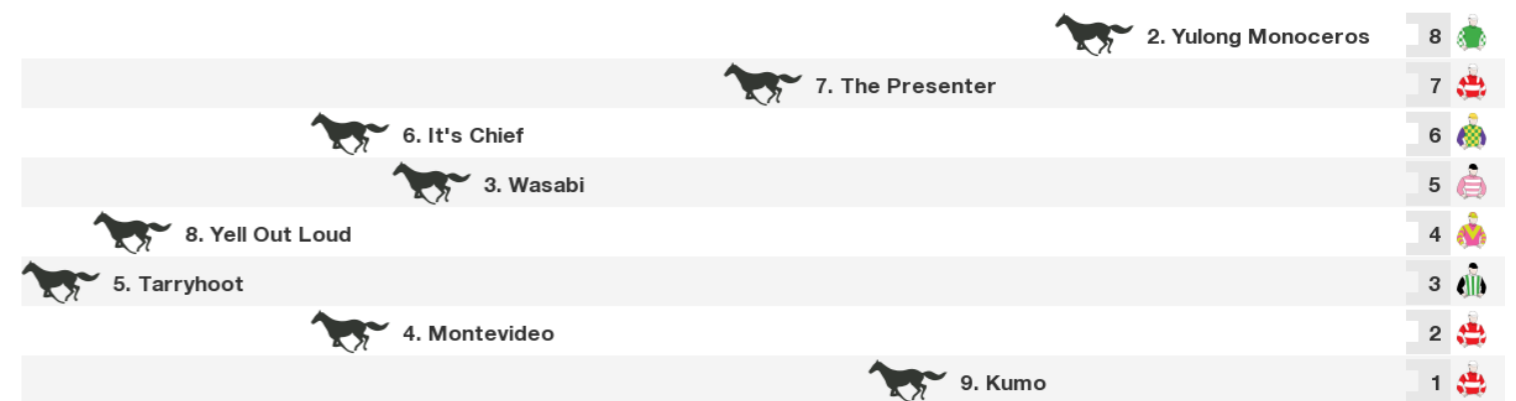 2. Yulong Monoceros 8
7. The Presenter 7
6. It's Chief 6
3. Wasabi 5
8. Yell Out Loud 4
5. Tarryhoot 3
4. Montevideo 2
9. Kumo 1